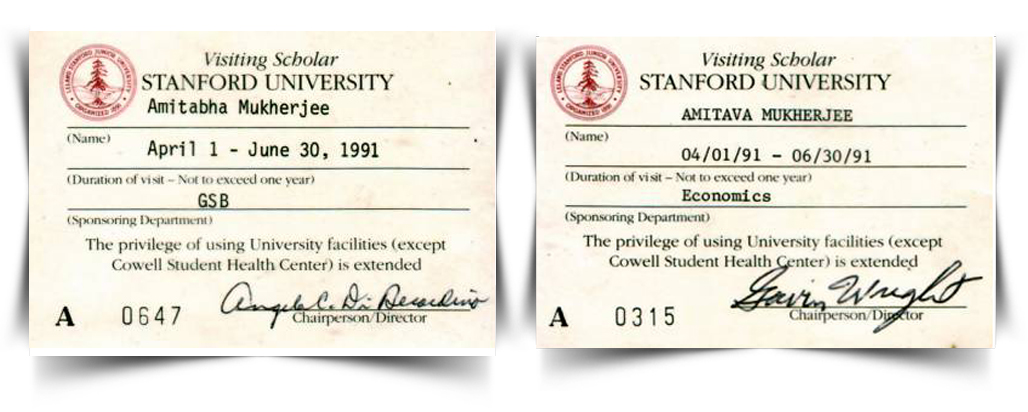 Visiting Scholar
STANFORD UNIVERSITY
Amitabha Mukherjee
(Name)
April 1 - June 30, 1991
(Duration of visit – Not to exceed one year)
GSB
(Sponsoring Department)
The privilege of using University facilities (except
Cowell Student Health Center) is extended
Chairperson/Director
A 0647
Visiting Scholar
STANFORD UNIVERSITY
AMITAVA MUKHERJEE
(Name)
04/01/91 - 06/30/91
(Duration of visit – Not to exceed one year)
Economics
(Sponsoring Department)
The privilege of using University facilities (except
Cowell Student Health Center) is extended
Gavin Wright
Chairperson/Director
A 0315